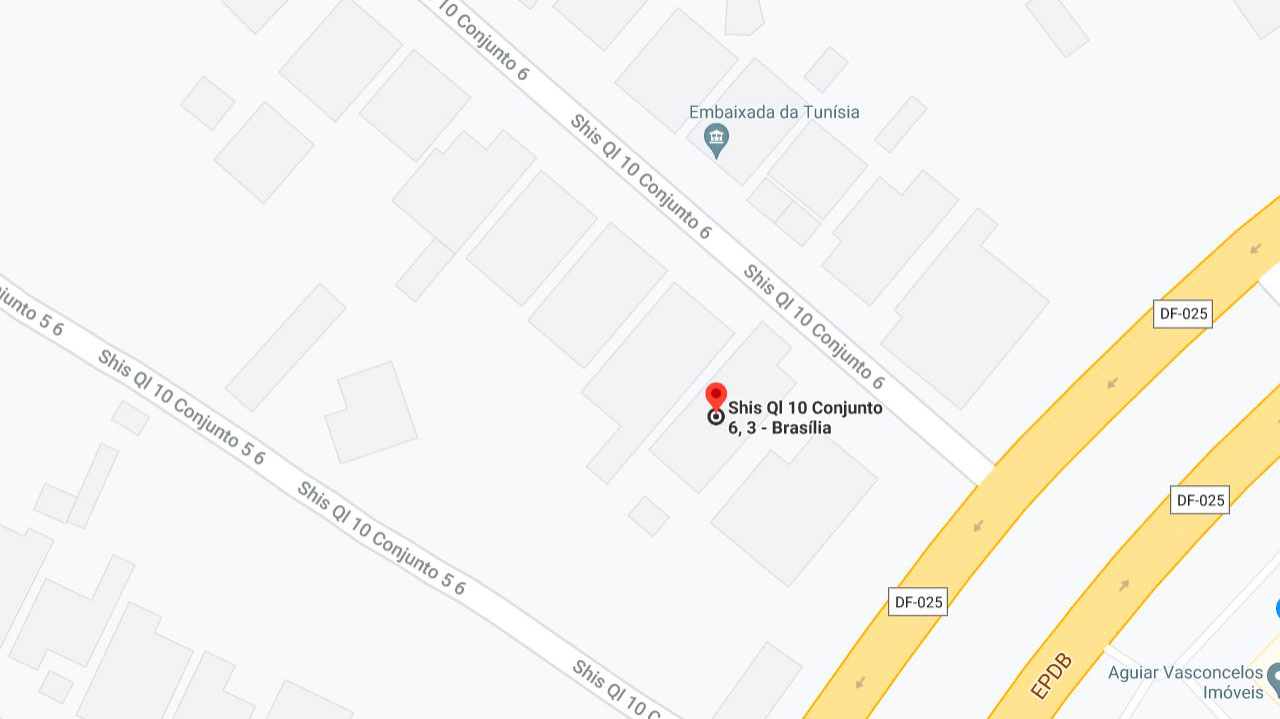 10 Conjunto 6
Embaixada da Tunísia
Shis Ql 10 Conjunto 6
Shis Ql 10 Conjunto 6
DF-025
junto 5 6
Shis Ql 10 Conjunto 5 6
Shis Ql 10 Conjunto
6, 3 - Brasília
Shis Ql 10 Conjunto 5 6
DF-025
DF-025
Shis Ql 10 C
EPDB
Aguiar Vasconcelos
Imóveis